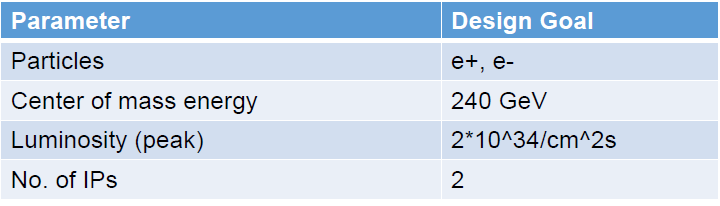 Parameter Design Goal
Particles e+, e-
Center of mass energy 240 GeV
Luminosity (peak) 2*10^34/cm^2s
No. of IPs 2